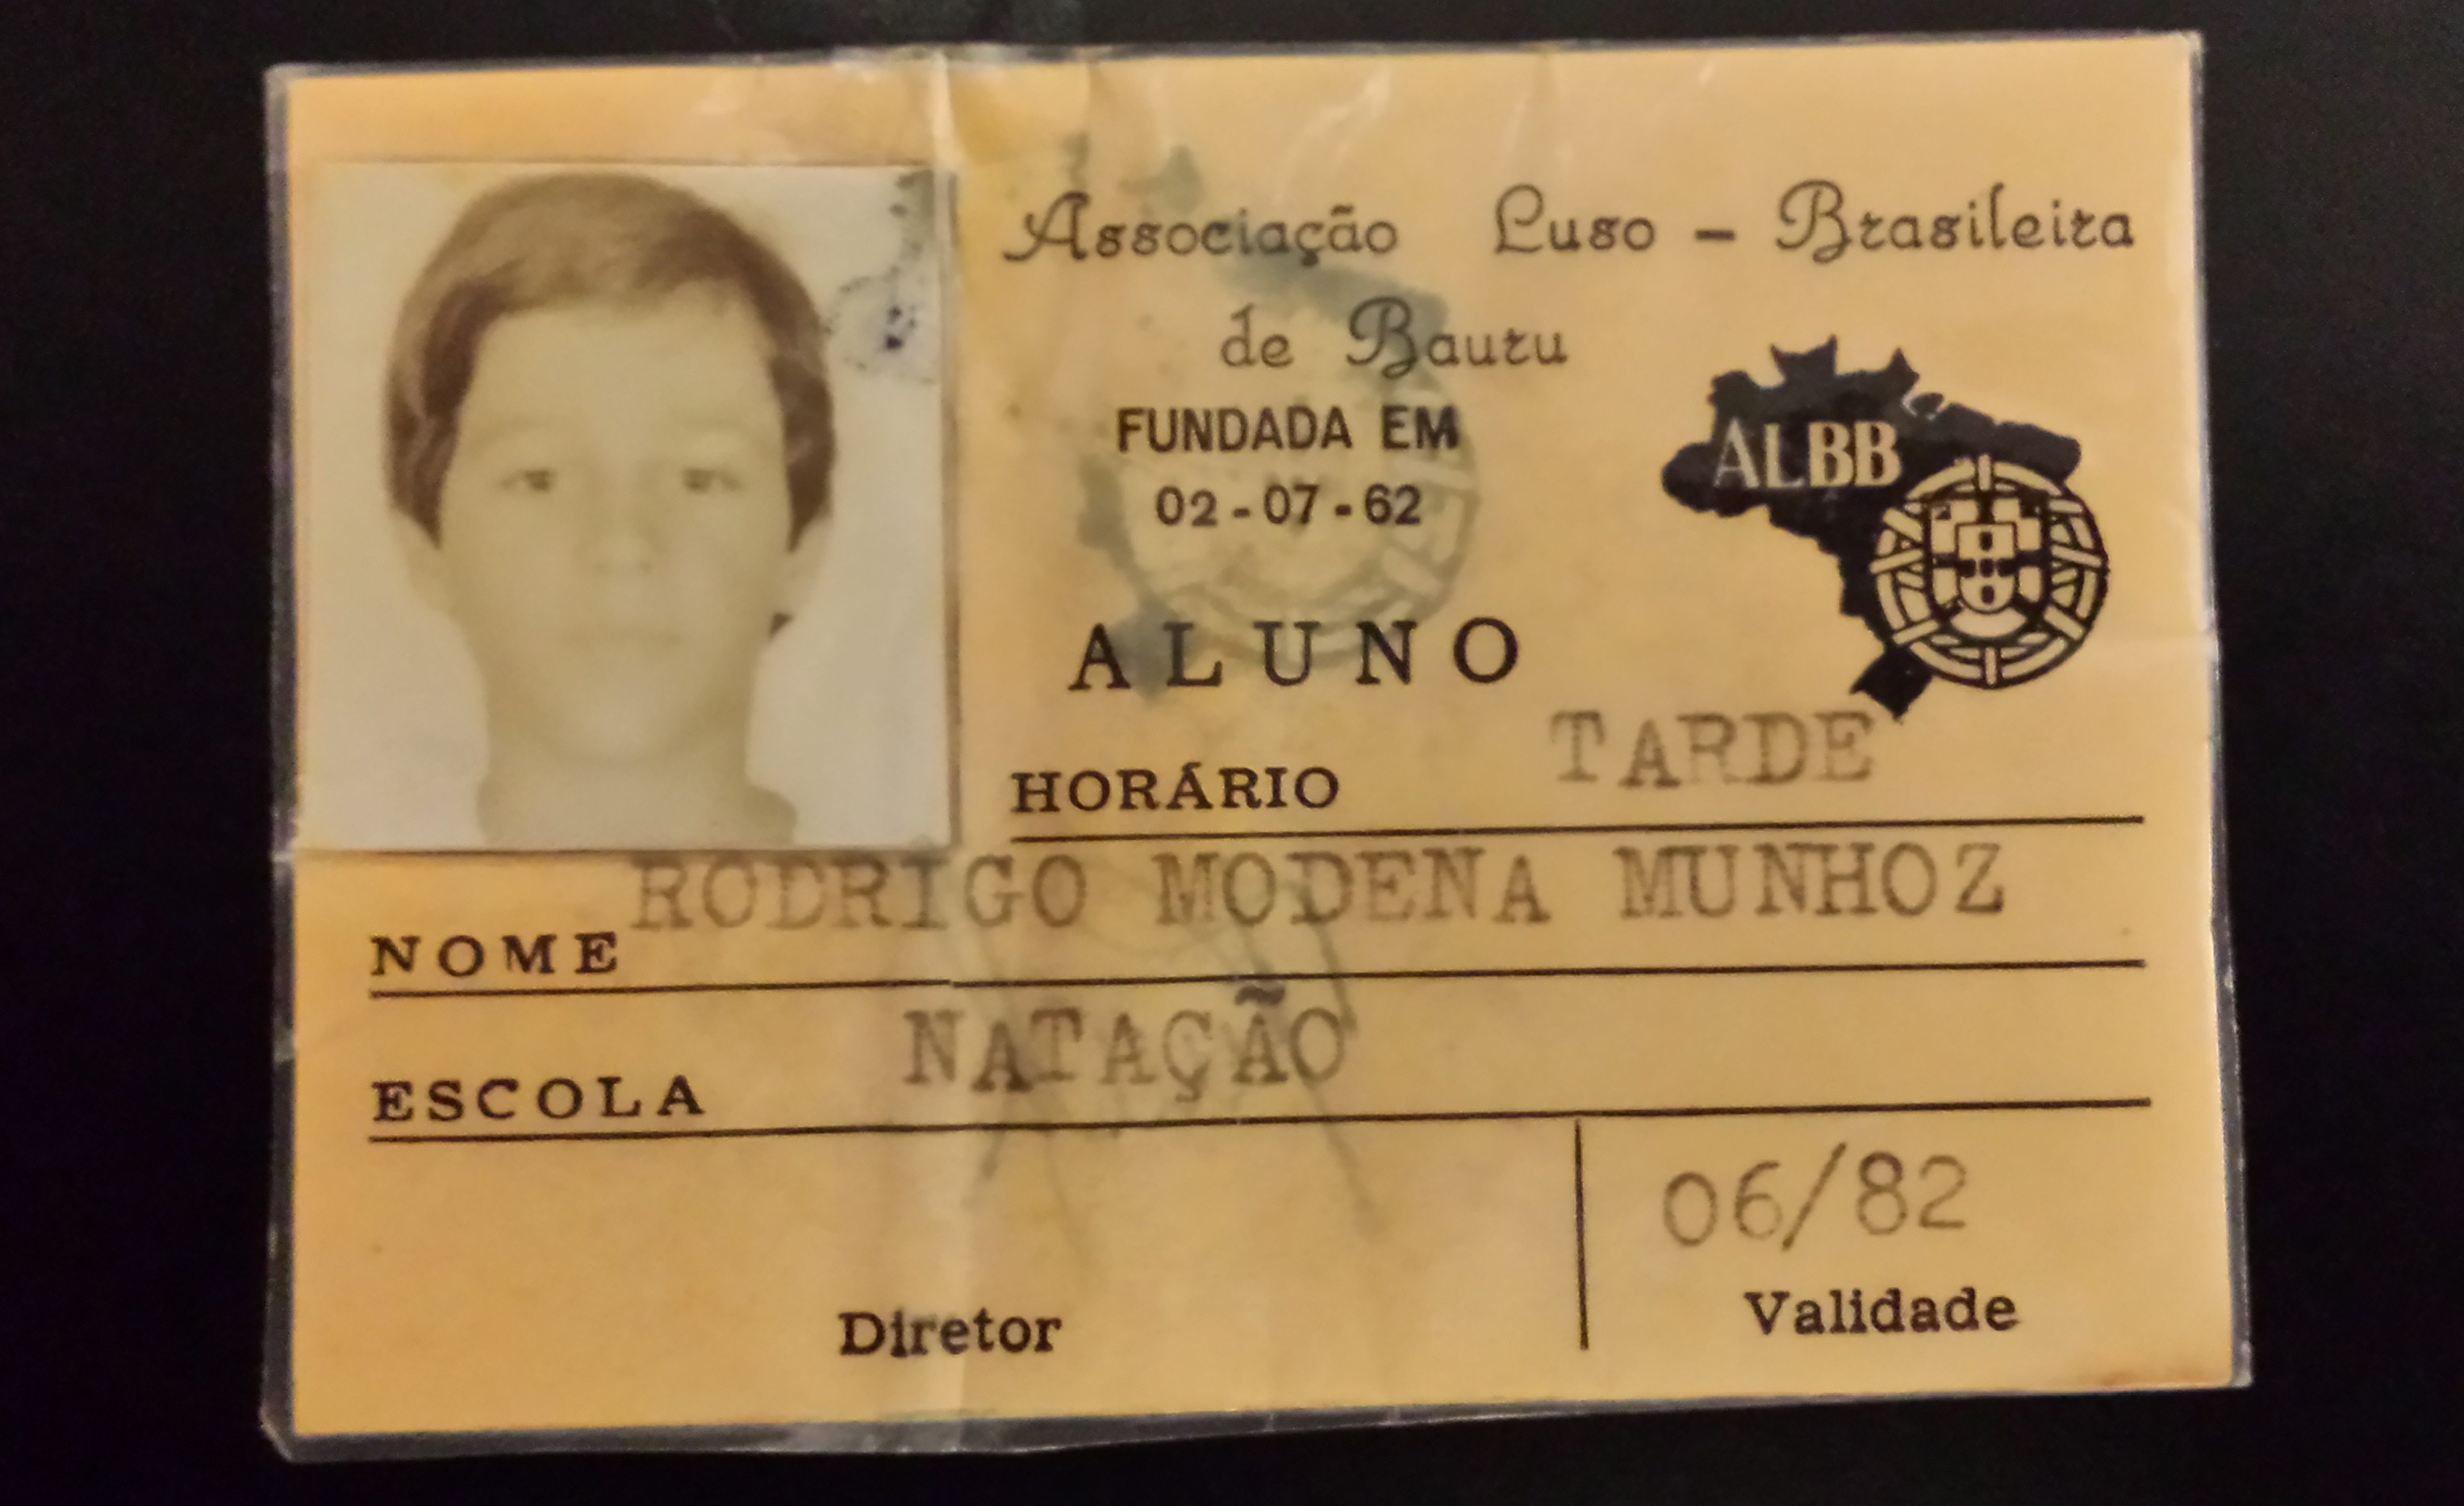 Associação Luso - Brasileira
de Bauru
FUNDADA EM
02-07-62
ALBB
ALUNO
HORÁRIO TARDE
NOME RODRIGO MODENA MUNHOZ
ESCOLA NATAÇÃO
06/82
Diretor
Validade